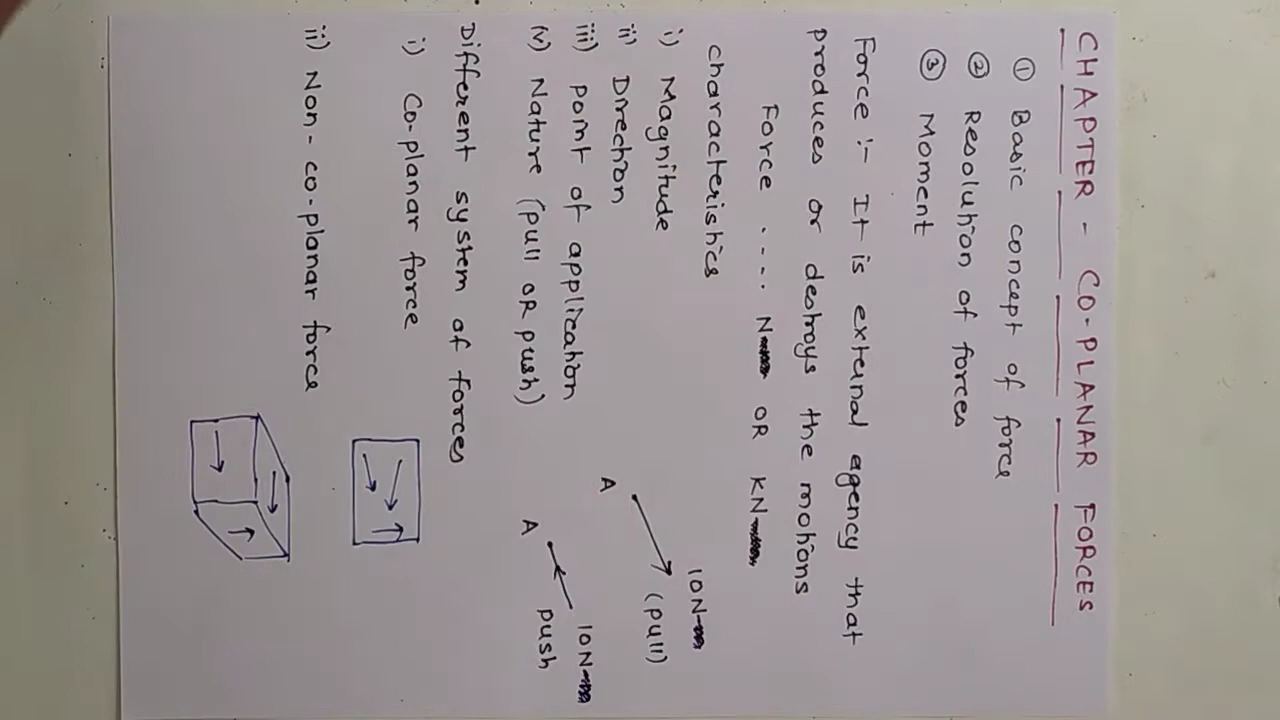 CHAPTER - CO-PLANAR FORCES
① Basic concept of force
② Resolution of forces
③ Moment
Force :- It is external agency that
produces or destroys the motions
Force .... N OR KN
characteristics
i) Magnitude
ii) Direction
iii) point of application
(v) Nature (pull OR push)
A
10N
(pull)
A
10N
push
Different system of forces
i) Co-planar force
ii) Non-co-planar force